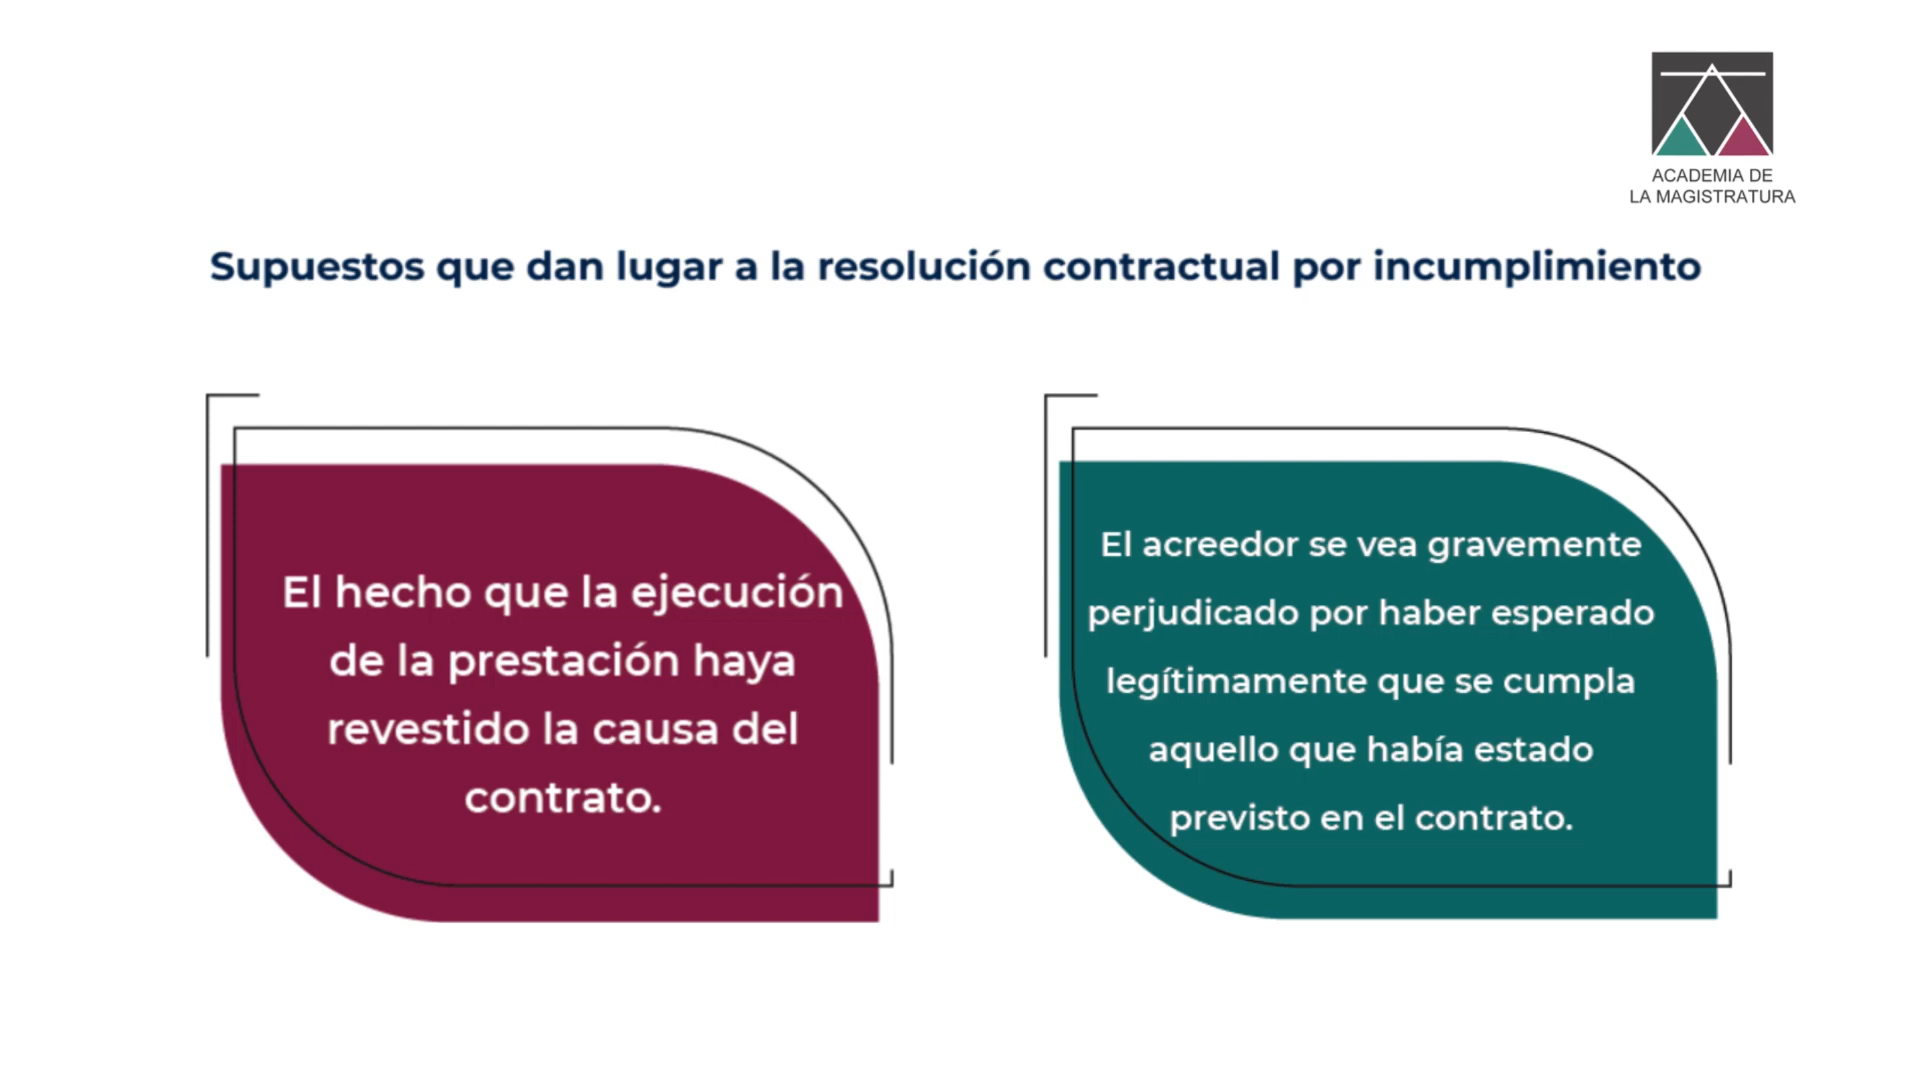 ACADEMIA DE
LA MAGISTRATURA
Supuestos que dan lugar a la resolución contractual por incumplimiento
El hecho que la ejecución
de la prestación haya
revestido la causa del
contrato.
El acreedor se vea gravemente
perjudicado por haber esperado
legítimamente que se cumpla
aquello que había estado
previsto en el contrato.